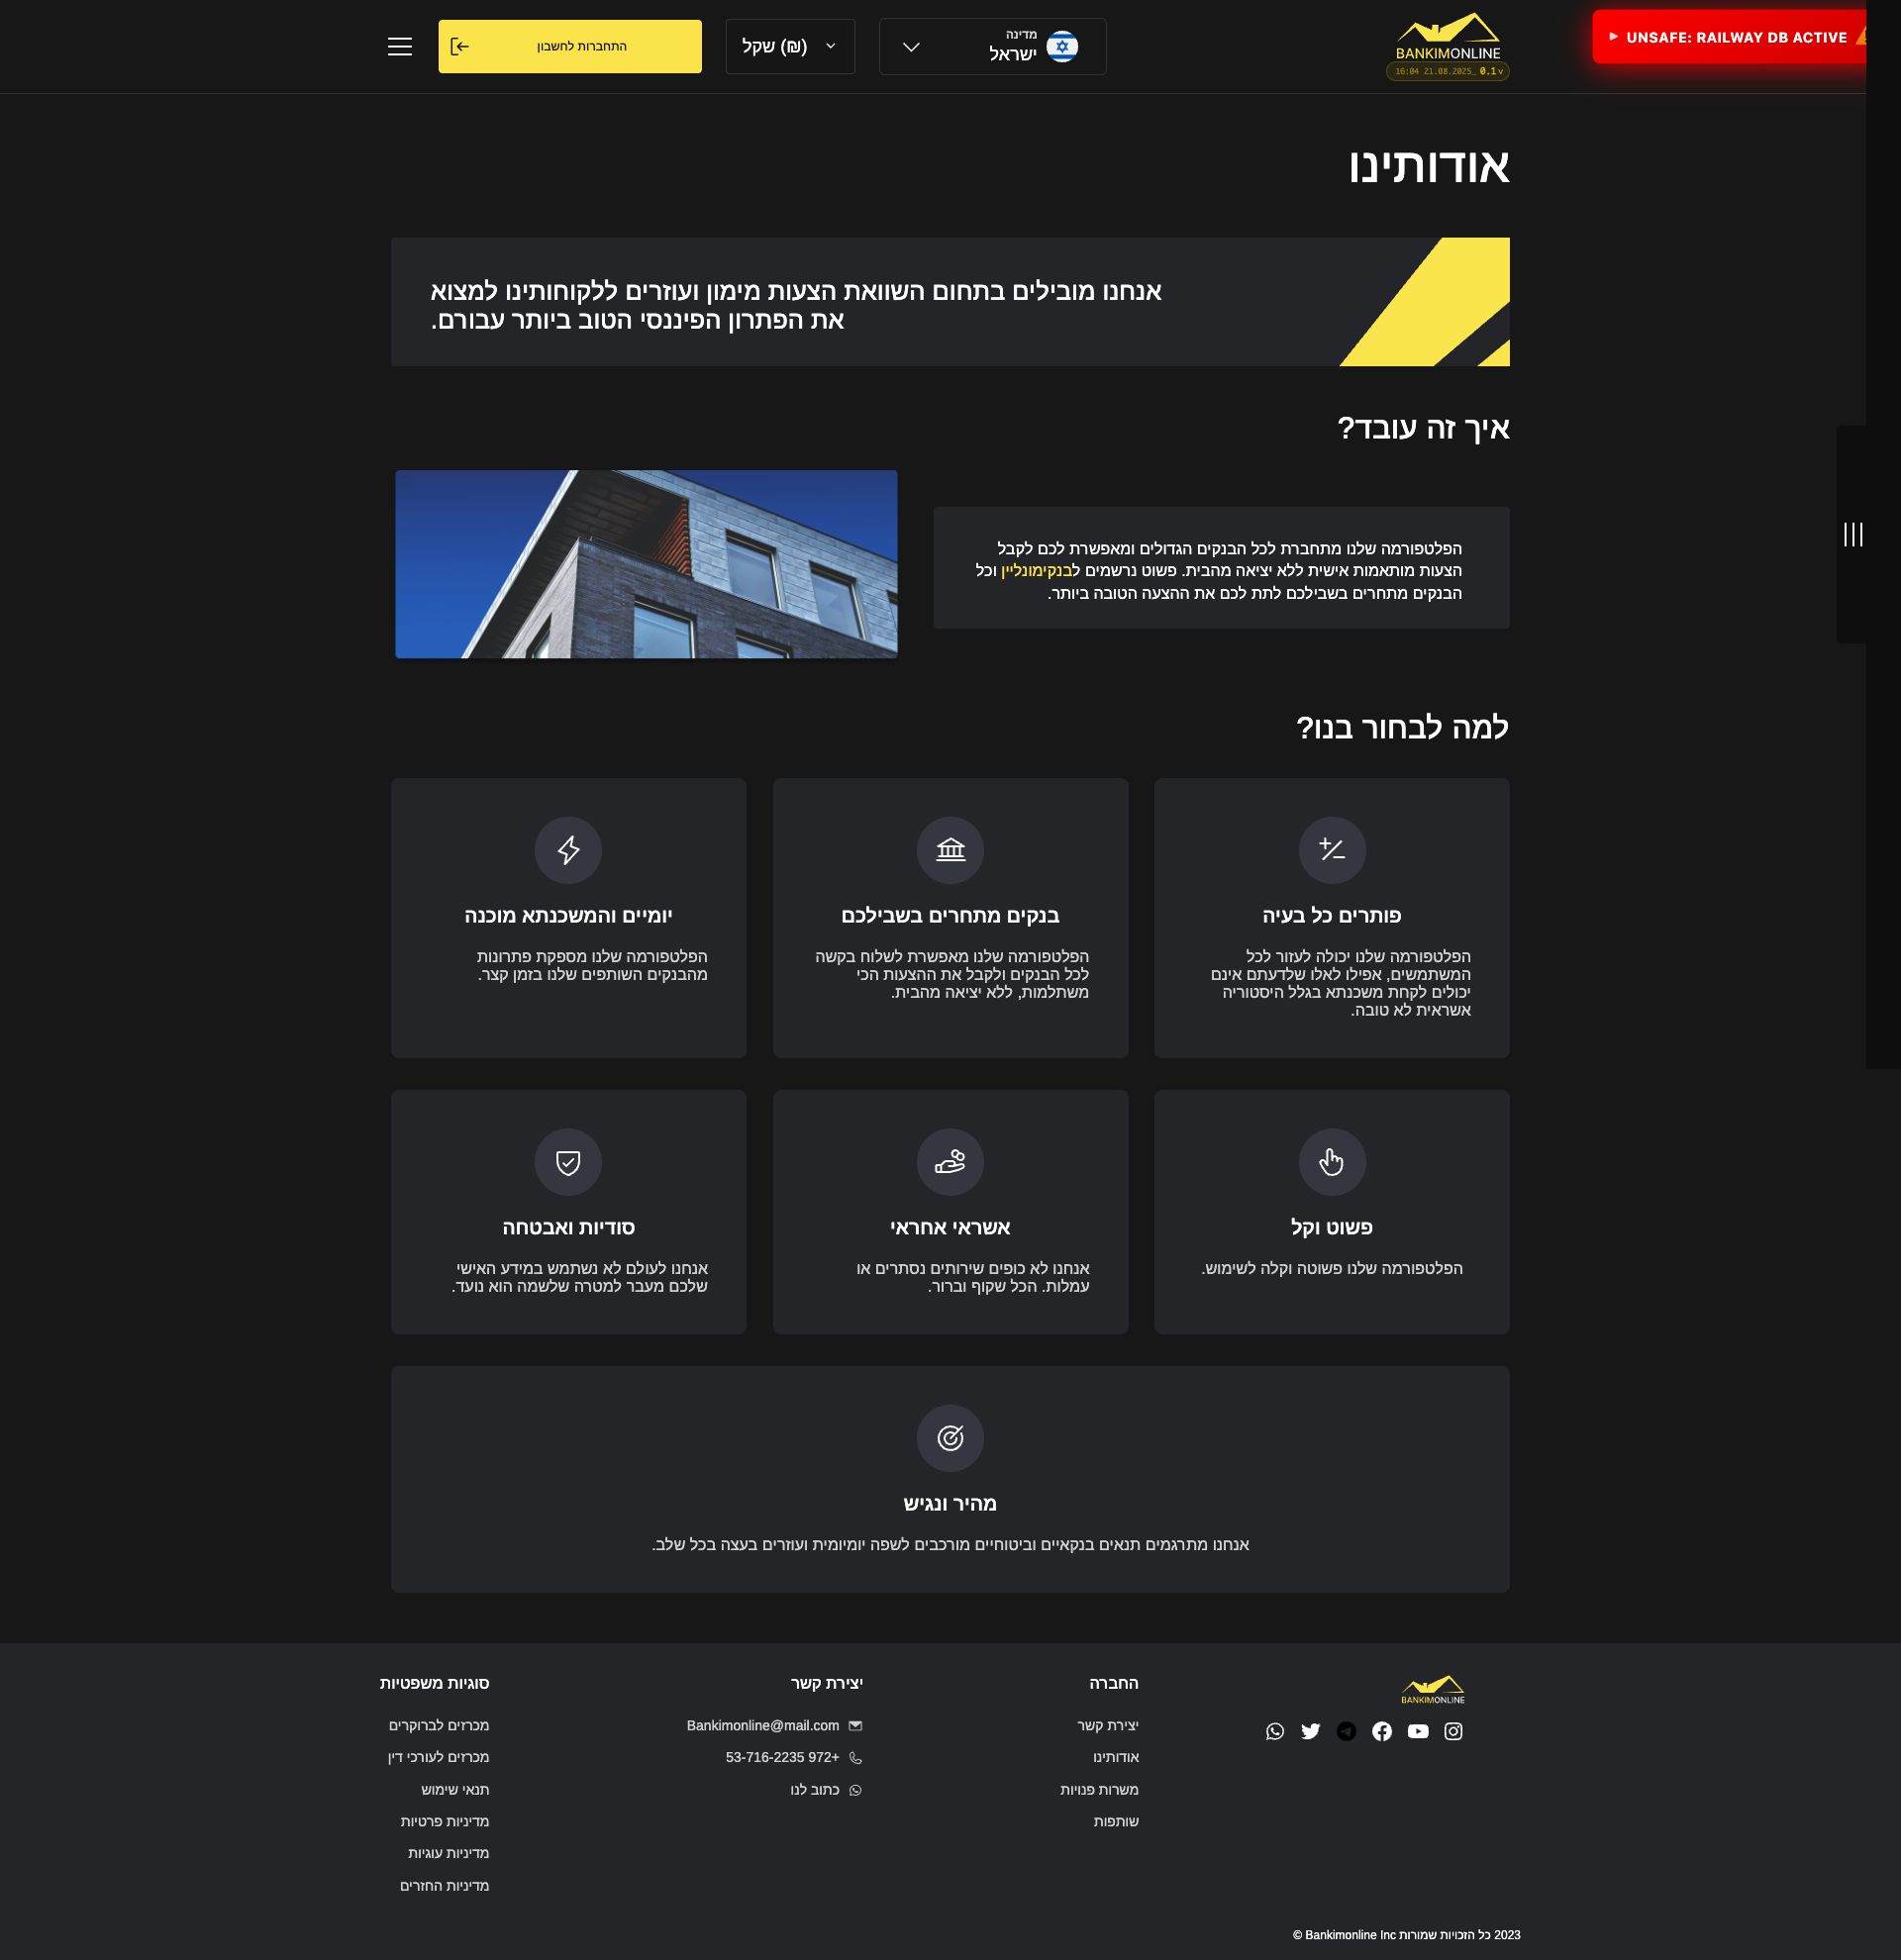 UNSAFE: RAILWAY DB ACTIVE
BANKIMONLINE
v 0.1 _21.08.2025 16:04
מדינה
ישראל
שקל (₪)
התחברות לחשבון
אודותינו
אנחנו מובילים בתחום השוואת הצעות מימון ועוזרים ללקוחותינו למצוא
את הפתרון הפיננסי הטוב ביותר עבורם.
איך זה עובד?
הפלטפורמה שלנו מתחברת לכל הבנקים הגדולים ומאפשרת לכם לקבל
הצעות מותאמות אישית ללא יציאה מהבית. פשוט נרשמים לבנקימונליין וכל
הבנקים מתחרים בשבילכם לתת לכם את ההצעה הטובה ביותר.
למה לבחור בנו?
פותרים כל בעיה
הפלטפורמה שלנו יכולה לעזור לכל
המשתמשים, אפילו לאלו שלדעתם אינם
יכולים לקחת משכנתא בגלל היסטוריה
אשראית לא טובה.
בנקים מתחרים בשבילכם
הפלטפורמה שלנו מאפשרת לשלוח בקשה
לכל הבנקים ולקבל את ההצעות הכי
משתלמות, ללא יציאה מהבית.
יומיים והמשכנתא מוכנה
הפלטפורמה שלנו מספקת פתרונות
מהבנקים השותפים שלנו בזמן קצר.
פשוט וקל
הפלטפורמה שלנו פשוטה וקלה לשימוש.
אשראי אחראי
אנחנו לא כופים שירותים נסתרים או
עמלות. הכל שקוף וברור.
סודיות ואבטחה
אנחנו לעולם לא נשתמש במידע האישי
שלכם מעבר למטרה שלשמה הוא נועד.
מהיר ונגיש
אנחנו מתרגמים תנאים בנקאיים וביטוחיים מורכבים לשפה יומיומית ועוזרים בעצה בכל שלב.
BANKIMONLINE
החברה
יצירת קשר
אודותינו
משרות פנויות
שותפות
יצירת קשר
Bankimonline@mail.com
53-716-2235 972+
כתוב לנו
סוגיות משפטיות
מכרזים לברוקרים
מכרזים לעורכי דין
תנאי שימוש
מדיניות פרטיות
מדיניות עוגיות
מדיניות החזרים
2023 כל הזכויות שמורות Bankimonline Inc ©